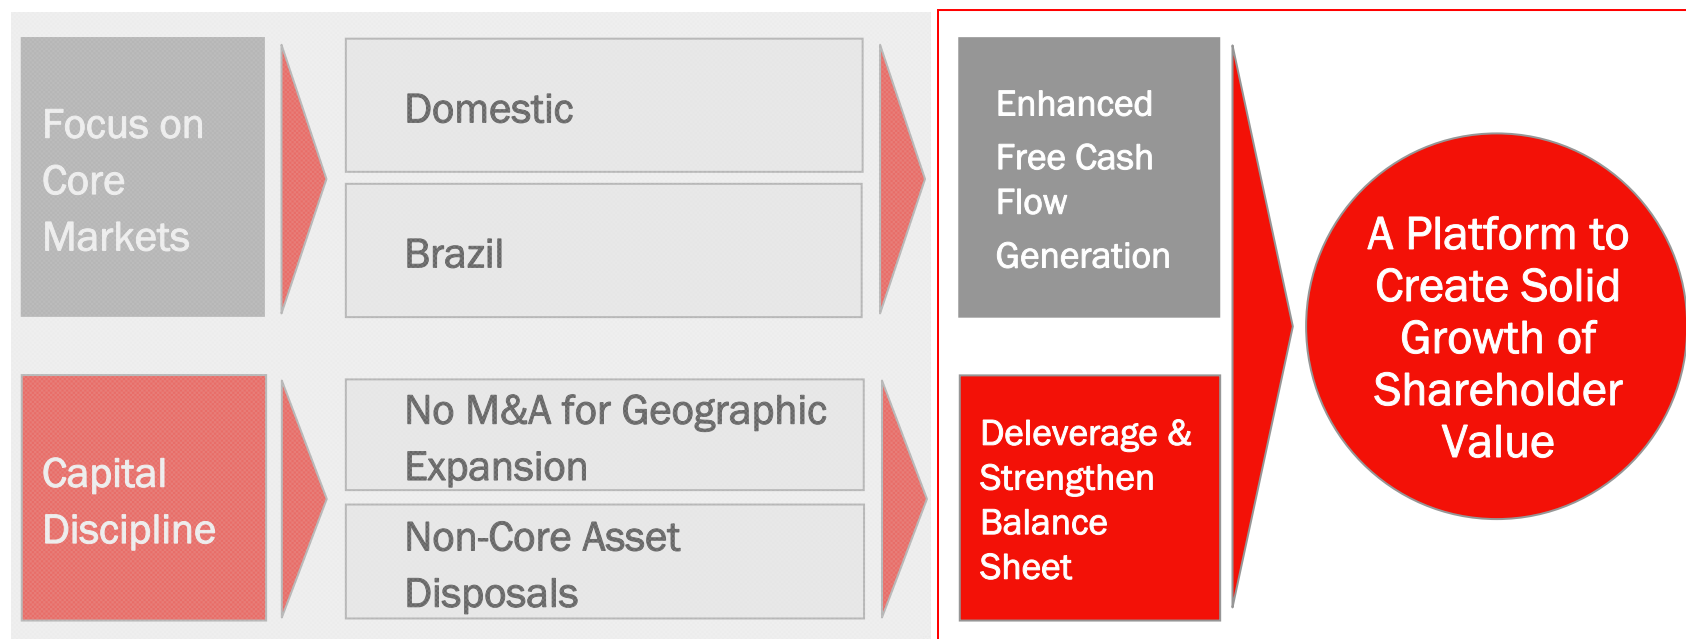 Focus on
Core
Markets
Domestic
Brazil
Enhanced
Free Cash
Flow
Generation
Capital
Discipline
No M&A for Geographic
Expansion
Non-Core Asset
Disposals
Deleverage &
Strengthen
Balance
Sheet
A Platform to
Create Solid
Growth of
Shareholder
Value